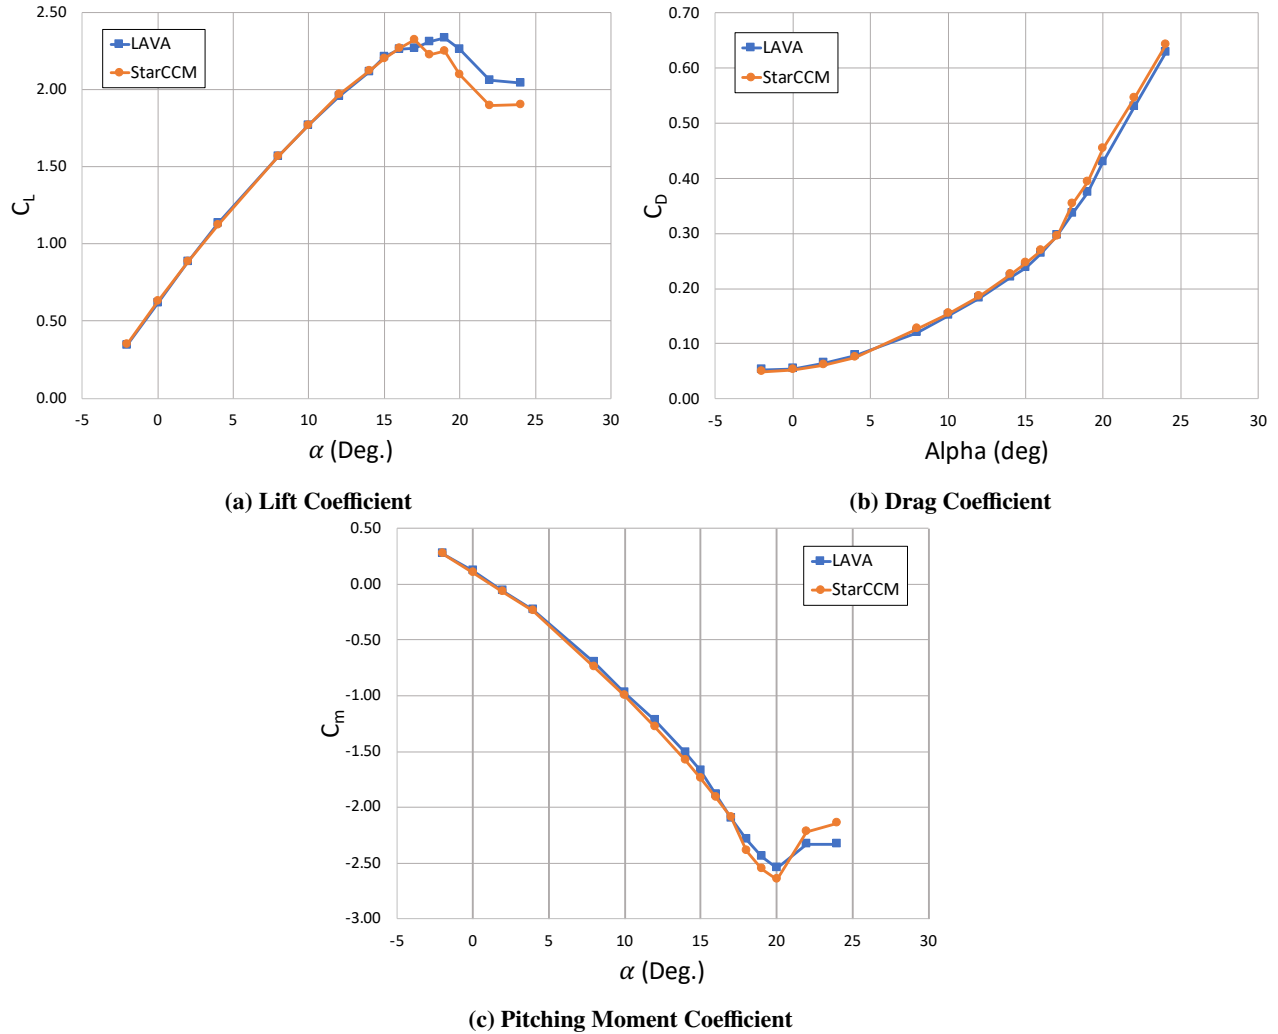 2.50
2.00
1.50
1.00
0.50
0.00
C_L
LAVA
StarCCM
-5 0 5 10 15 20 25 30
α (Deg.)
(a) Lift Coefficient
0.70
0.60
0.50
0.40
0.30
0.20
0.10
0.00
C_D
LAVA
StarCCM
-5 0 5 10 15 20 25 30
Alpha (deg)
(b) Drag Coefficient
0.50
0.00
-0.50
-1.00
-1.50
-2.00
-2.50
-3.00
C_m
LAVA
StarCCM
-5 0 5 10 15 20 25 30
α (Deg.)
(c) Pitching Moment Coefficient